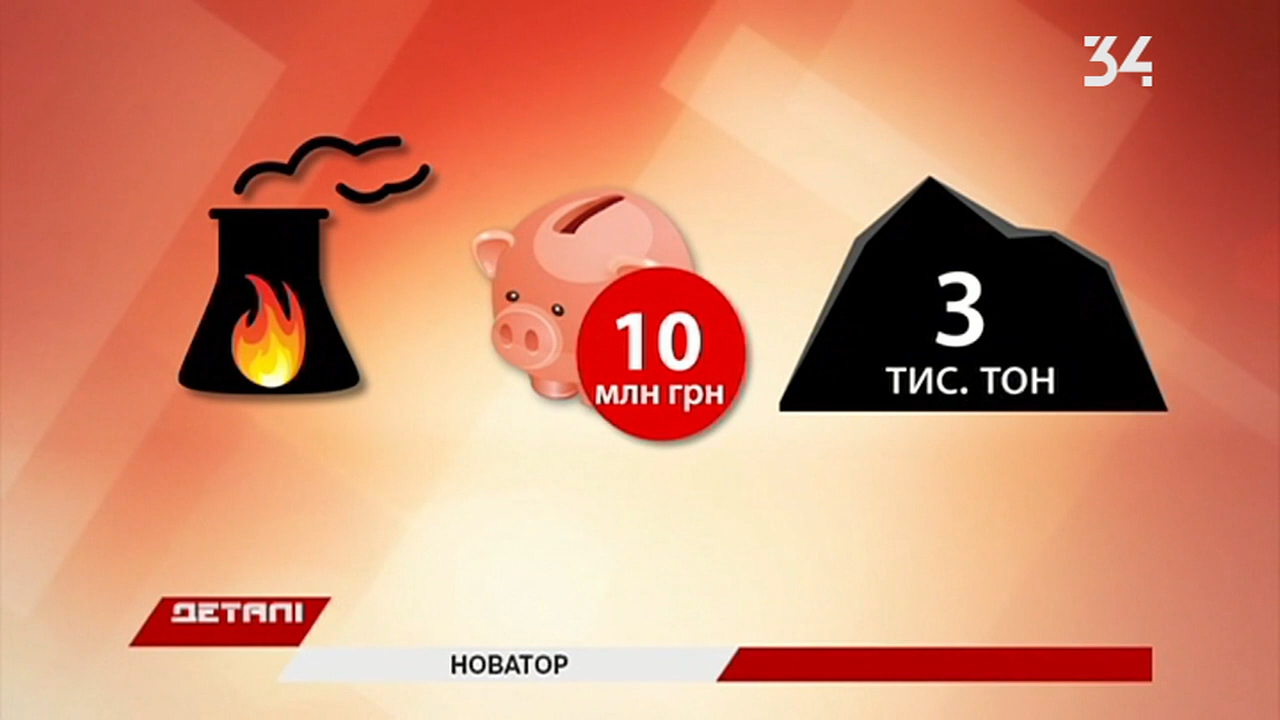 34
10
млн грн
3
тис. тон
ДЕТАЛІ
НОВАТОР